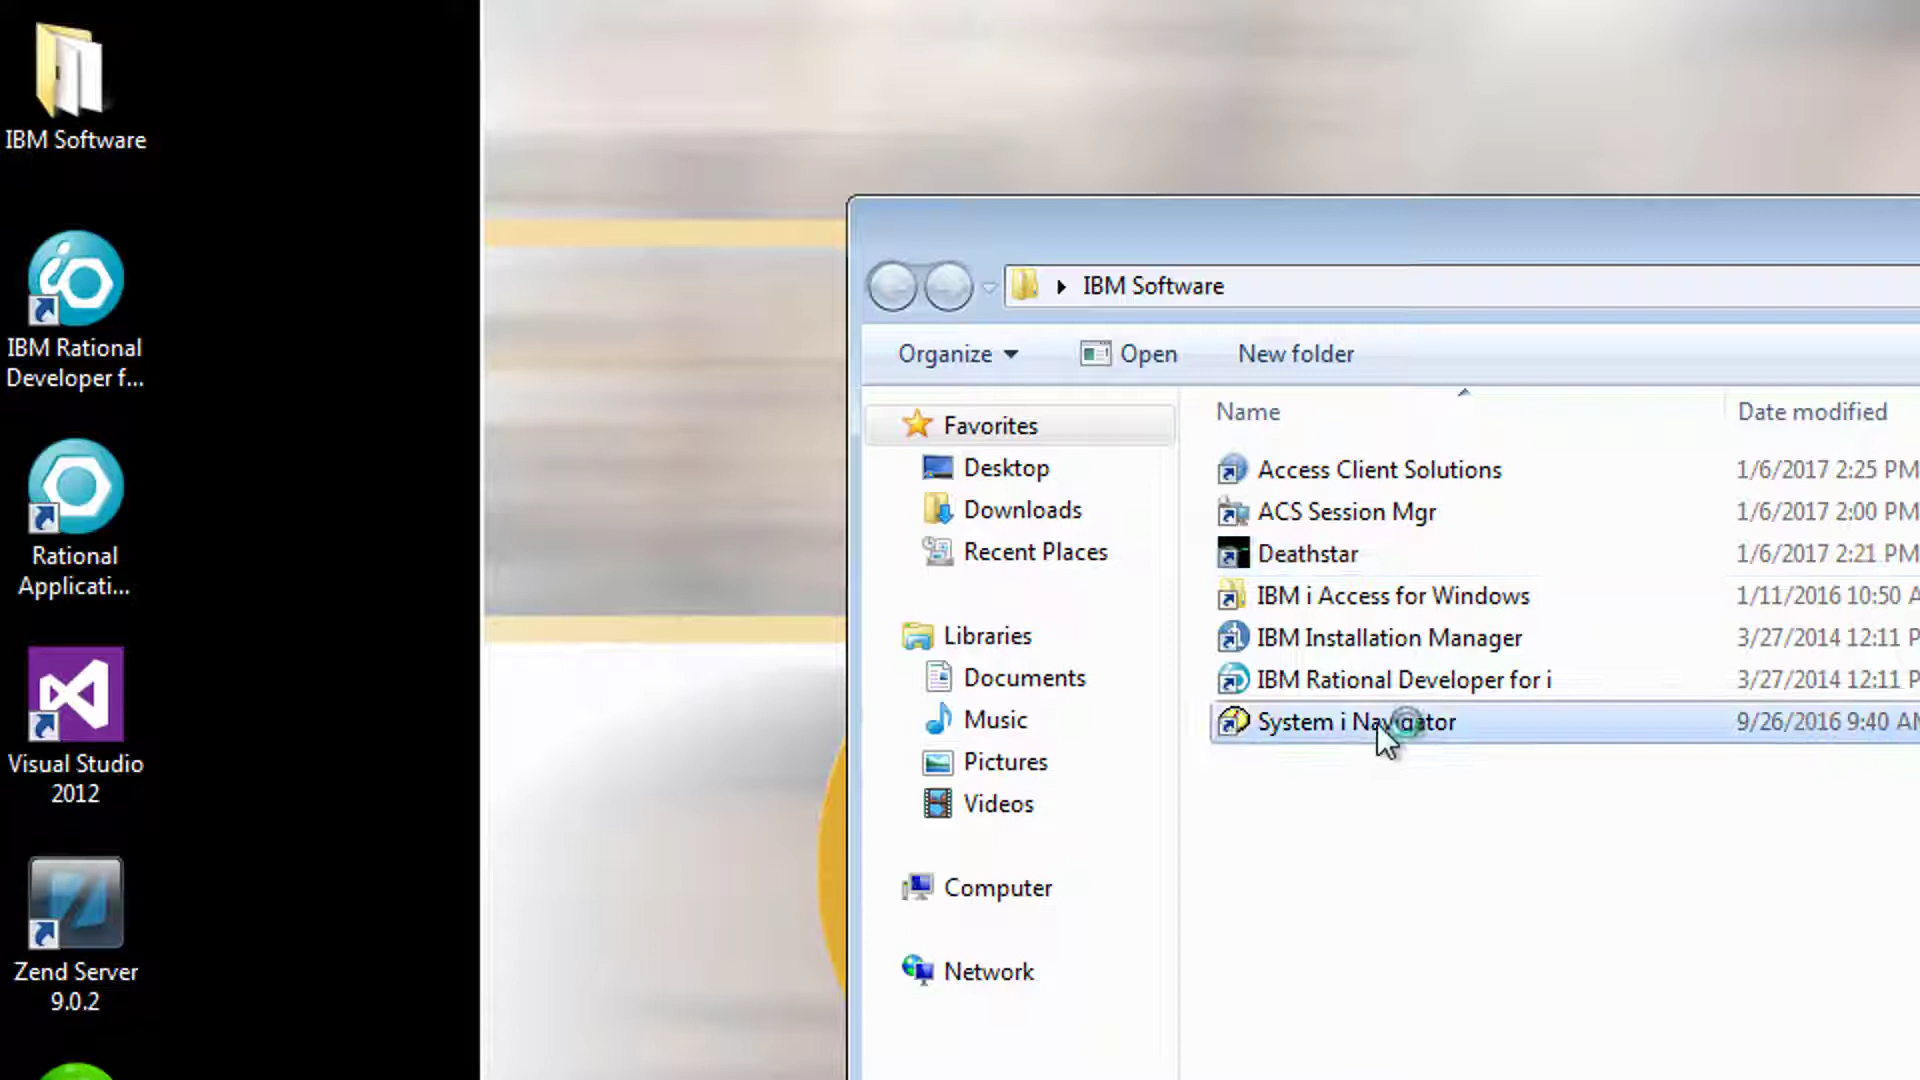 IBM Software
IBM Rational
Developer f...
Rational
Applicati...
Visual Studio
2012
Zend Server
9.0.2
IBM Software
Organize
Open
New folder
Name
Date modified
Favorites
Desktop
Downloads
Recent Places
Libraries
Documents
Music
Pictures
Videos
Computer
Network
Access Client Solutions 1/6/2017 2:25 PM
ACS Session Mgr 1/6/2017 2:00 PM
Deathstar 1/6/2017 2:21 PM
IBM i Access for Windows 1/11/2016 10:50 A
IBM Installation Manager 3/27/2014 12:11 P
IBM Rational Developer for i 3/27/2014 12:11 P
System i Navigator 9/26/2016 9:40 AM